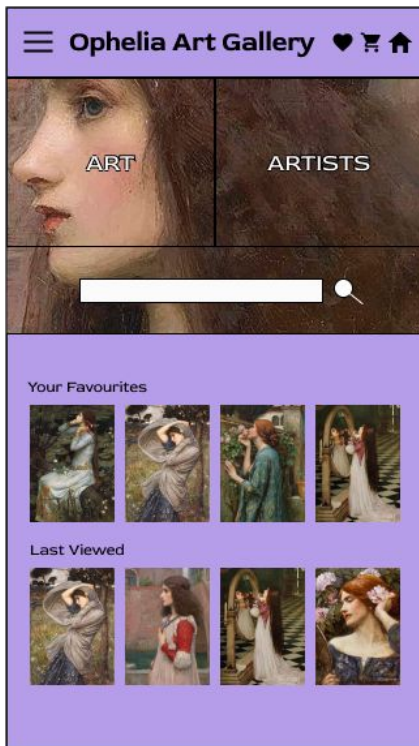 Ophelia Art Gallery
ART
ARTISTS
Your Favourites
Last Viewed